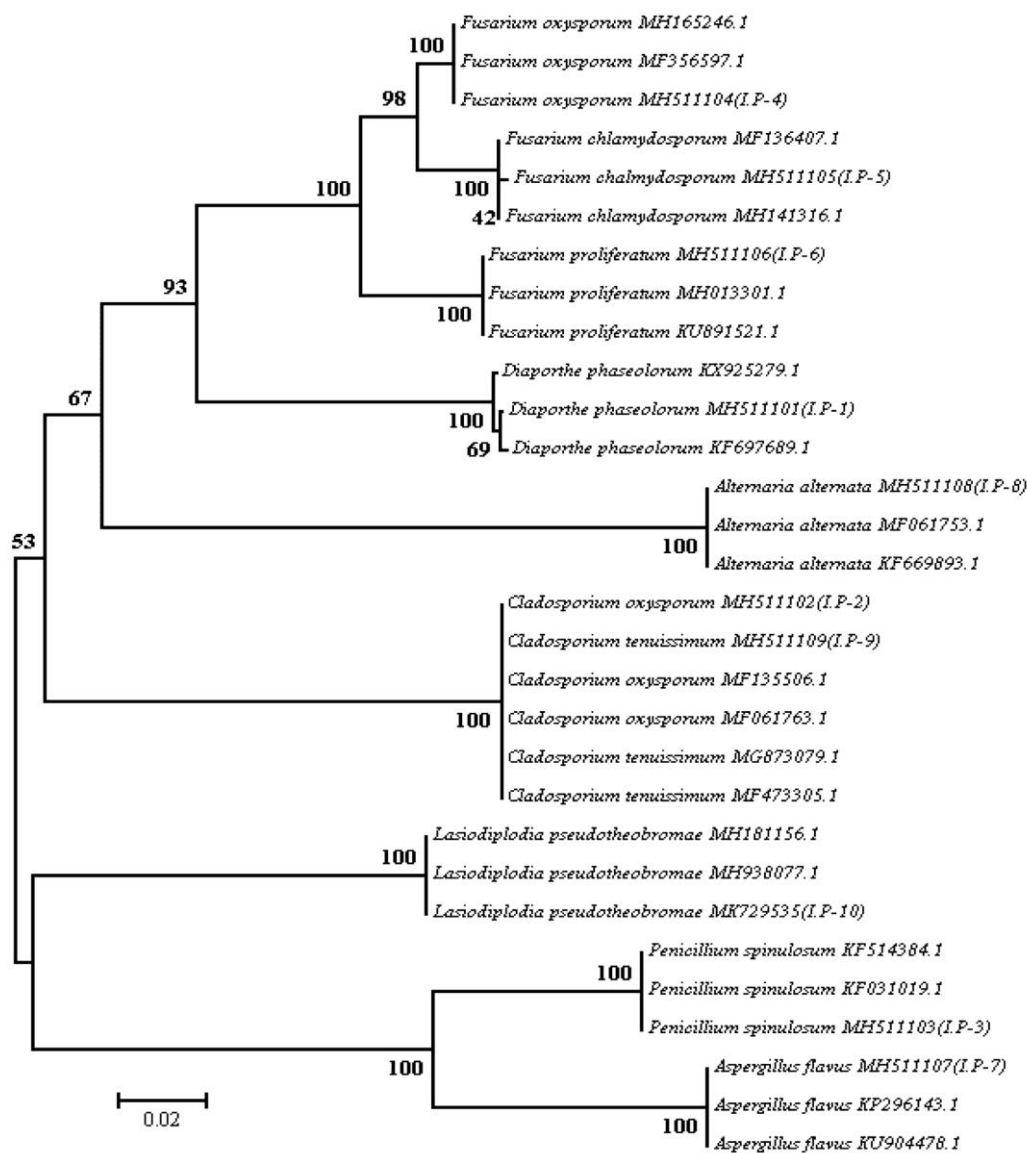 Fusarium oxysporum MH165246.1
100
Fusarium oxysporum MF356597.1
98
Fusarium oxysporum MH511104(I.P-4)
Fusarium chlamydosporum MF136407.1
100
Fusarium chalmydosporum MH511105(I.P-5)
100
42
Fusarium chlamydosporum MH141316.1
Fusarium proliferatum MH511106(I.P-6)
93
Fusarium proliferatum MH013301.1
100
Fusarium proliferatum KU891521.1
Diaporthe phaseolorum KX925279.1
67
100
Diaporthe phaseolorum MH511101(I.P-1)
69
Diaporthe phaseolorum KF697689.1
Alternaria alternata MH511108(I.P-8)
53
Alternaria alternata MF061753.1
100
Alternaria alternata KF669893.1
Cladosporium oxysporum MH511102(I.P-2)
Cladosporium tenuissimum MH511109(I.P-9)
Cladosporium oxysporum MF135506.1
100
Cladosporium oxysporum MF061763.1
Cladosporium tenuissimum MG873079.1
Cladosporium tenuissimum MF473305.1
Lasiodiplodia pseudotheobromae MH181156.1
100
Lasiodiplodia pseudotheobromae MH938077.1
Lasiodiplodia pseudotheobromae MK729535(I.P-10)
Penicillium spinulosum KF514384.1
100
Penicillium spinulosum KF031019.1
Penicillium spinulosum MH511103(I.P-3)
100
Aspergillus flavus MH511107(I.P-7)
Aspergillus flavus KP296143.1
100
Aspergillus flavus KU904478.1
0.02